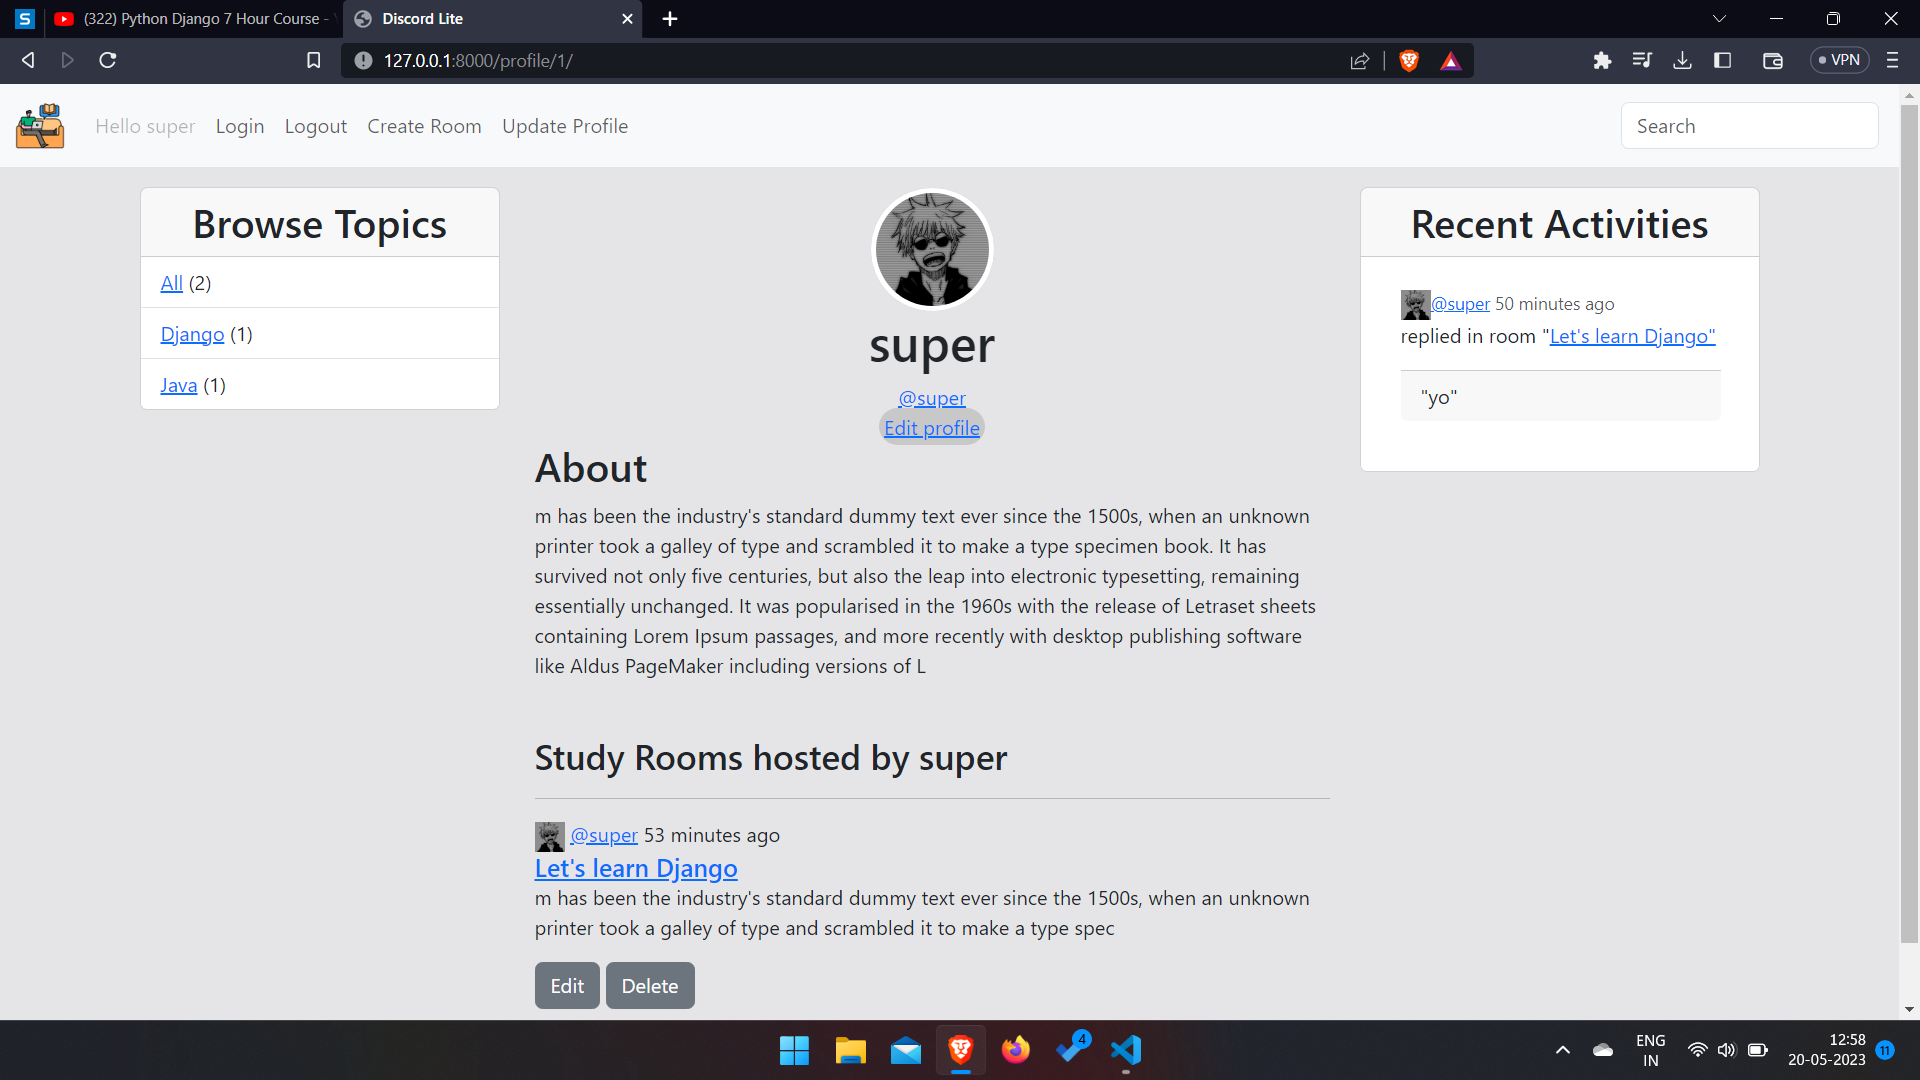 S
(322) Python Django 7 Hour Course -
Discord Lite
127.0.0.1:8000/profile/1/
VPN
Hello super Login Logout Create Room Update Profile
Search
Browse Topics
All (2)
Django (1)
Java (1)
super
@super
Edit profile
About
m has been the industry's standard dummy text ever since the 1500s, when an unknown
printer took a galley of type and scrambled it to make a type specimen book. It has
survived not only five centuries, but also the leap into electronic typesetting, remaining
essentially unchanged. It was popularised in the 1960s with the release of Letraset sheets
containing Lorem Ipsum passages, and more recently with desktop publishing software
like Aldus PageMaker including versions of L
Study Rooms hosted by super
@super 53 minutes ago
Let's learn Django
m has been the industry's standard dummy text ever since the 1500s, when an unknown
printer took a galley of type and scrambled it to make a type spec
Edit Delete
Recent Activities
@super 50 minutes ago
replied in room "Let's learn Django"
"yo"
4
ENG
IN
12:58
20-05-2023
11